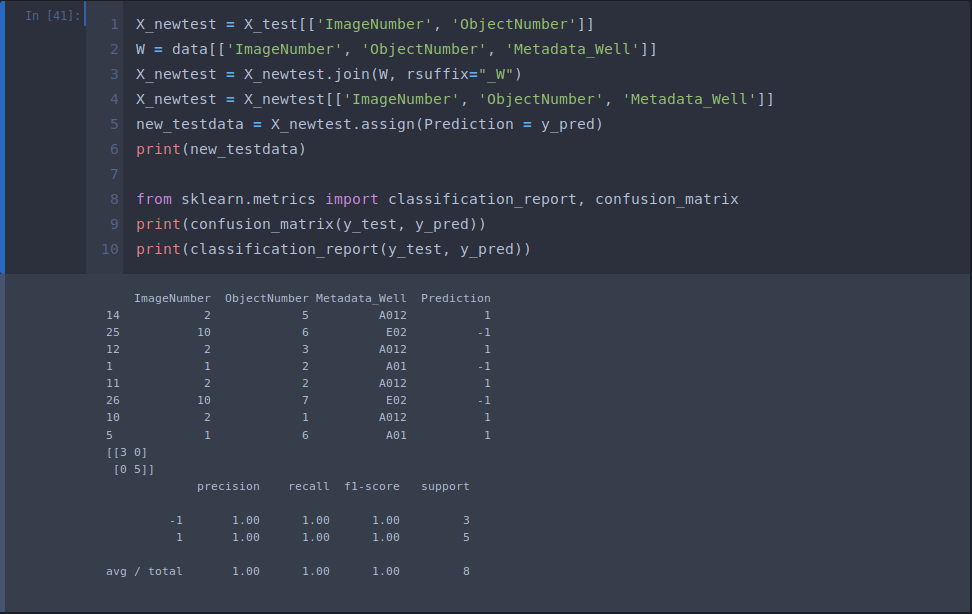 In [41]:
1 X_newtest = X_test[['ImageNumber', 'ObjectNumber']]
2 W = data[['ImageNumber', 'ObjectNumber', 'Metadata_Well']]
3 X_newtest = X_newtest.join(W, rsuffix="_W")
4 X_newtest = X_newtest[['ImageNumber', 'ObjectNumber', 'Metadata_Well']]
5 new_testdata = X_newtest.assign(Prediction = y_pred)
6 print(new_testdata)
7
8 from sklearn.metrics import classification_report, confusion_matrix
9 print(confusion_matrix(y_test, y_pred))
10 print(classification_report(y_test, y_pred))
ImageNumber ObjectNumber Metadata_Well Prediction
14 2 5 A012 1
25 10 6 E02 -1
12 2 3 A012 1
1 1 2 A01 -1
11 2 2 A012 1
26 10 7 E02 -1
10 2 1 A012 1
5 1 6 A01 1
[[3 0]
[0 5]]
precision recall f1-score support
-1 1.00 1.00 1.00 3
1 1.00 1.00 1.00 5
avg / total 1.00 1.00 1.00 8